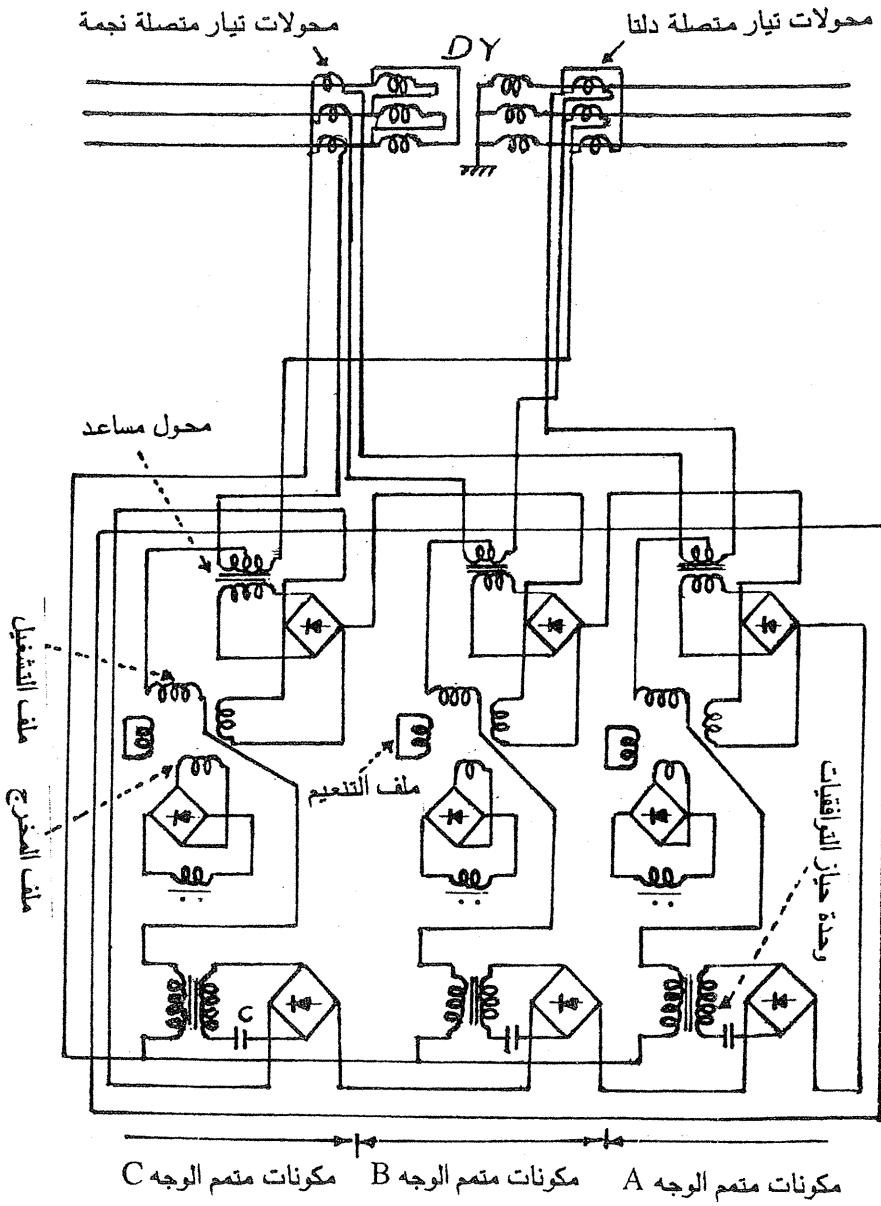 محولات تيار متصلة دلتا
محولات تيار متصلة نجمة
DY
محول مساعد
ملف التشغيل
ملف المخرج
ملف التنعيم
وحدة حياز التوافقيات
C
مكونات متمم الوجه A
مكونات متمم الوجه B
مكونات متمم الوجه C